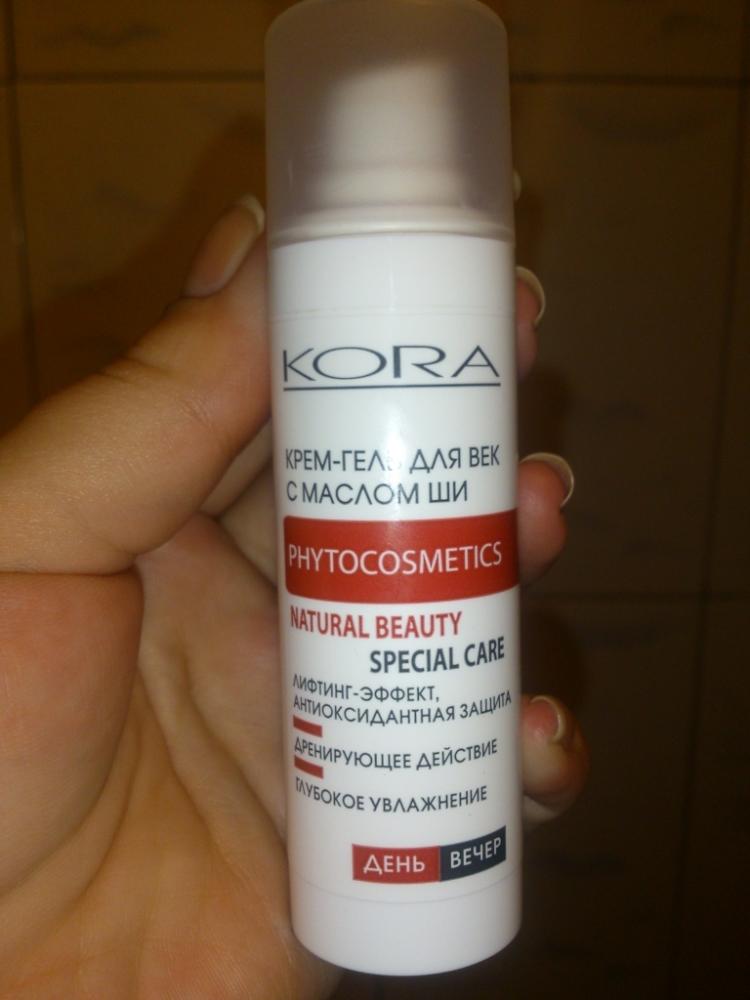 KORA
КРЕМ-ГЕЛЬ ДЛЯ ВЕК
С МАСЛОМ ШИ
PHYTOCOSMETICS
NATURAL BEAUTY
SPECIAL CARE
ЛИФТИНГ-ЭФФЕКТ,
АНТИОКСИДАНТНАЯ ЗАЩИТА
ДРЕНИРУЮЩЕЕ ДЕЙСТВИЕ
ГЛУБОКОЕ УВЛАЖНЕНИЕ
ДЕНЬ ВЕЧЕР